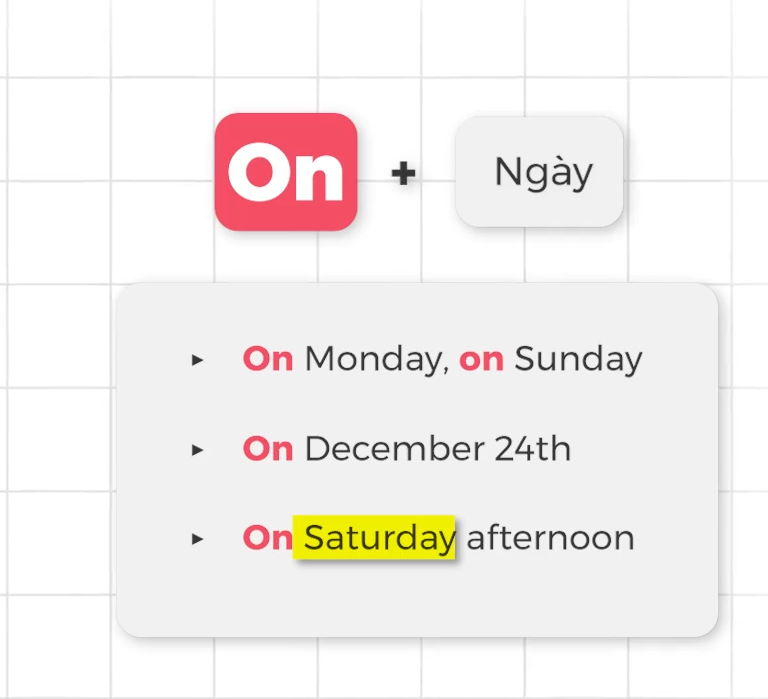 On + Ngày
▸ On Monday, on Sunday
▸ On December 24th
▸ On Saturday afternoon